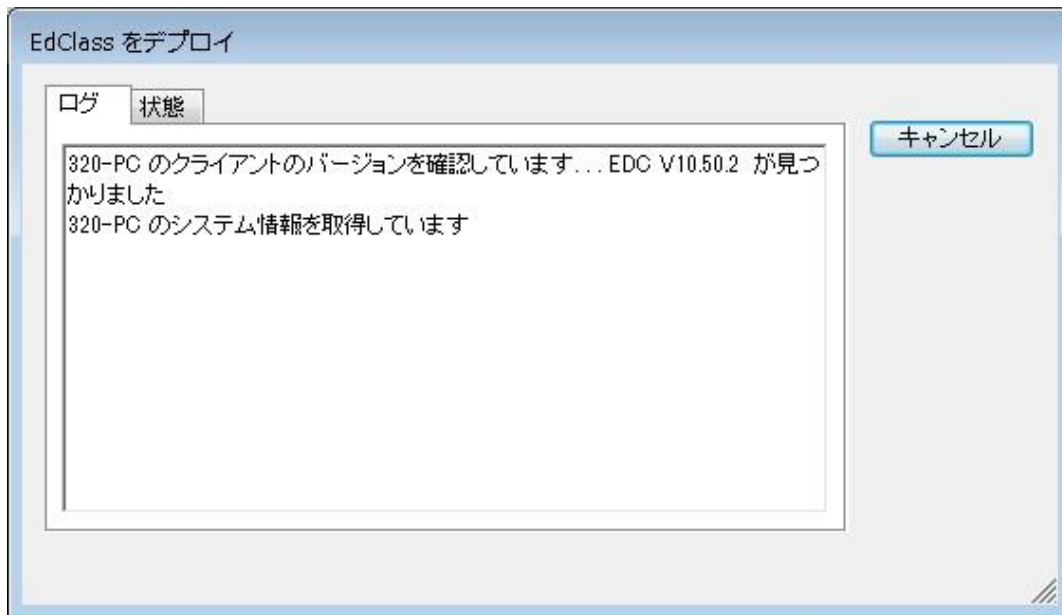 EdClass をデプロイ
ログ
状態
キャンセル
320-PC のクライアントのバージョンを確認しています...EDC V10.50.2 が見つ
かりました
320-PC のシステム情報を取得しています